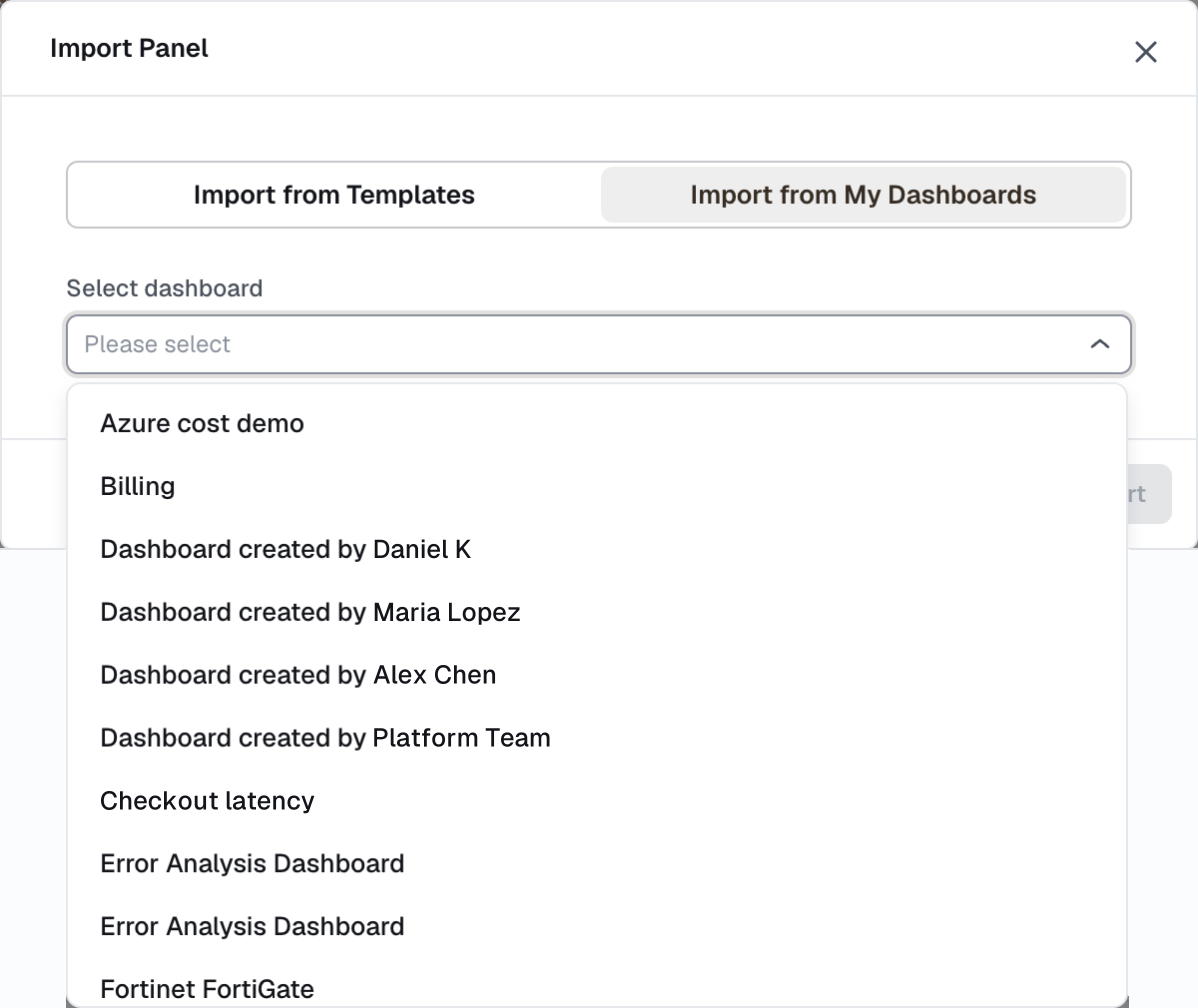 Import Panel
Import from Templates
Import from My Dashboards
Select dashboard
Please select
Azure cost demo
Billing
Dashboard created by Daniel K
Dashboard created by Maria Lopez
Dashboard created by Alex Chen
Dashboard created by Platform Team
Checkout latency
Error Analysis Dashboard
Error Analysis Dashboard
Fortinet FortiGate